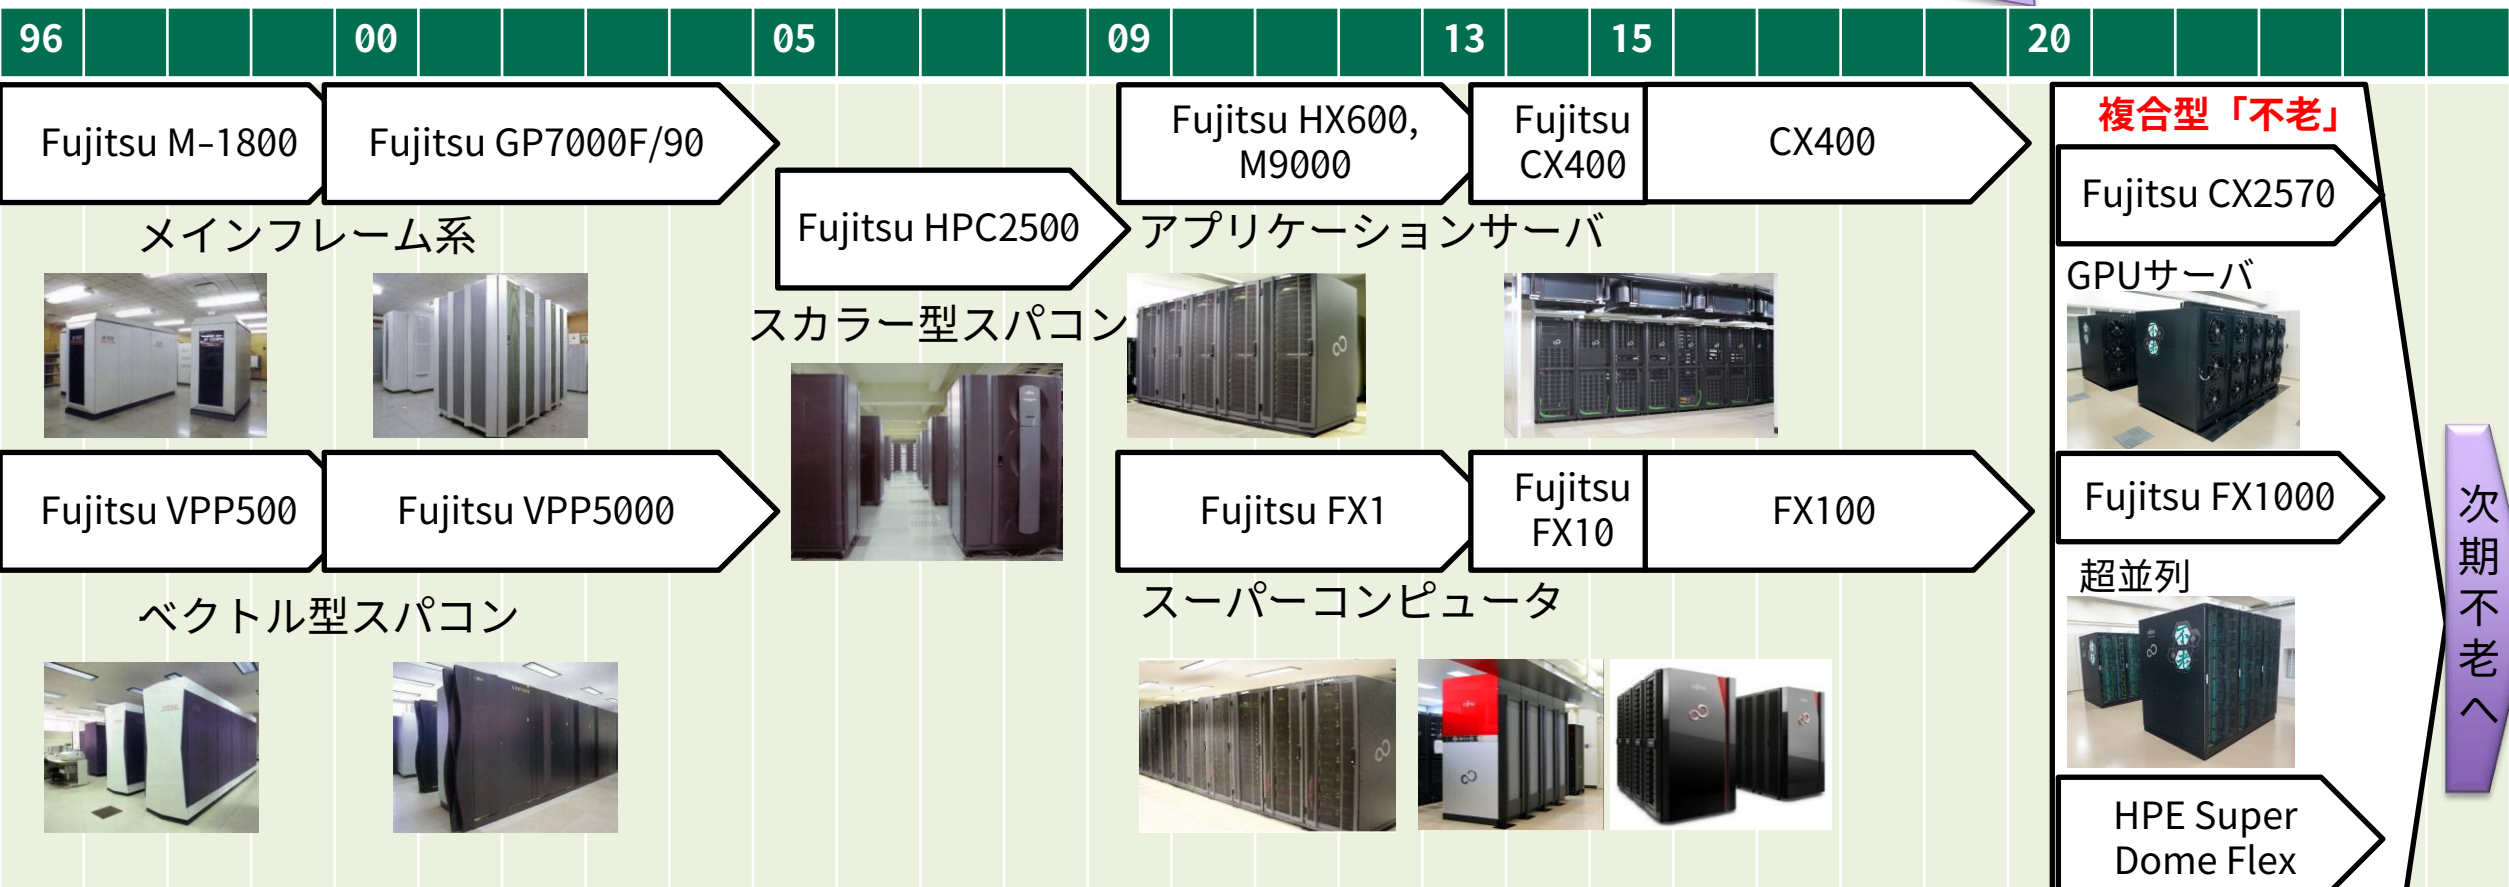 96 00 05 09 13 15 20
Fujitsu M-1800
Fujitsu GP7000F/90
メインフレーム系
Fujitsu HPC2500
スカラー型スパコン
Fujitsu HX600,
M9000
Fujitsu
CX400
CX400
アプリケーションサーバ
Fujitsu VPP500
Fujitsu VPP5000
ベクトル型スパコン
Fujitsu FX1
Fujitsu
FX10
FX100
スーパーコンピュータ
複合型「不老」
Fujitsu CX2570
GPUサーバ
不老
Fujitsu FX1000
超並列
不老
HPE Super
Dome Flex
次期不老へ